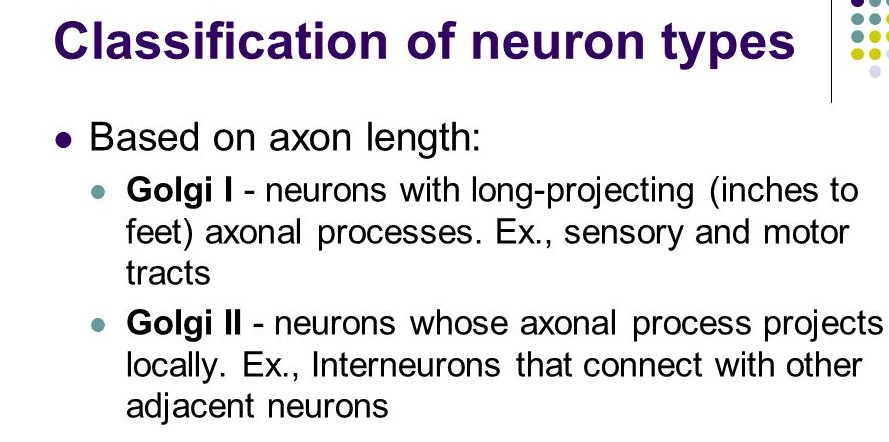 Classification of neuron types
Based on axon length:
Golgi I - neurons with long-projecting (inches to
feet) axonal processes. Ex., sensory and motor
tracts
Golgi II - neurons whose axonal process projects
locally. Ex., Interneurons that connect with other
adjacent neurons